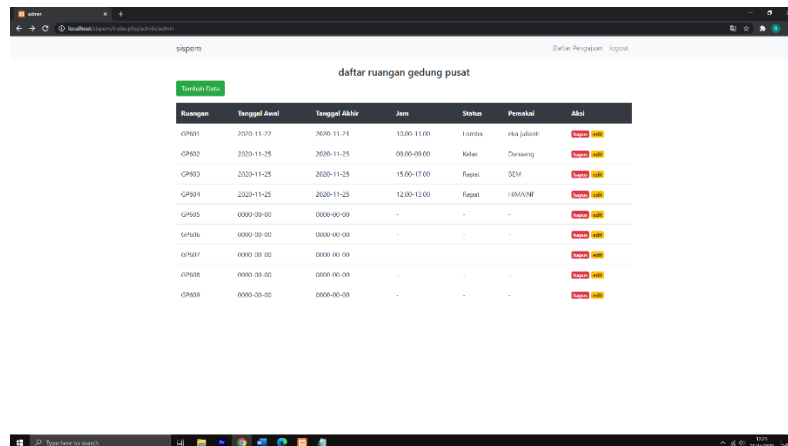 admin
localhost/sispem/index.php/admin/admin
sispem Daftar Pengajuan logout
daftar ruangan gedung pusat
Tambah Data
Ruangan Tanggal Awal Tanggal Akhir Jam Status Pemakai Aksi
GP601 2020-11-22 2020-11-21 10.00-11.00 Lomba eka julianti hapus edit
GP602 2020-11-25 2020-11-25 08.00-09.00 Kelas Danaang hapus edit
GP603 2020-11-25 2020-11-25 15.00-17.00 Rapat BEM hapus edit
GP604 2020-11-25 2020-11-25 12.00-13.00 Rapat HIMAINF hapus edit
GP605 0000-00-00 0000-00-00 - - - hapus edit
GP606 0000-00-00 0000-00-00 - - - hapus edit
GP607 0000-00-00 0000-00-00 hapus edit
GP608 0000-00-00 0000-00-00 - - - hapus edit
GP609 0000-00-00 0000-00-00 - - - hapus edit
Type here to search